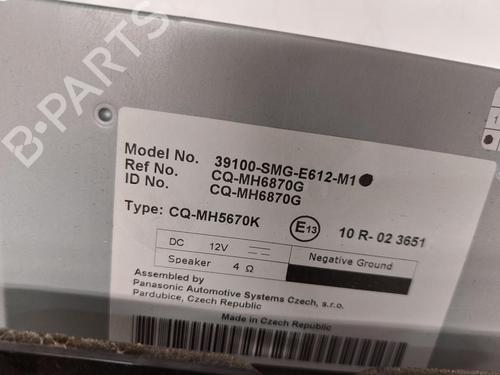 B-PARTS
Model No. 39100-SMG-E612-M1
Ref No. CQ-MH6870G
ID No. CQ-MH6870G
Type: CQ-MH5670K E13 10 R- 02 3651
DC 12V Negative Ground
Speaker 4 Ω
Assembled by
Panasonic Automotive Systems Czech, s.r.o.
Pardubice, Czech Republic
Made in Czech Republic